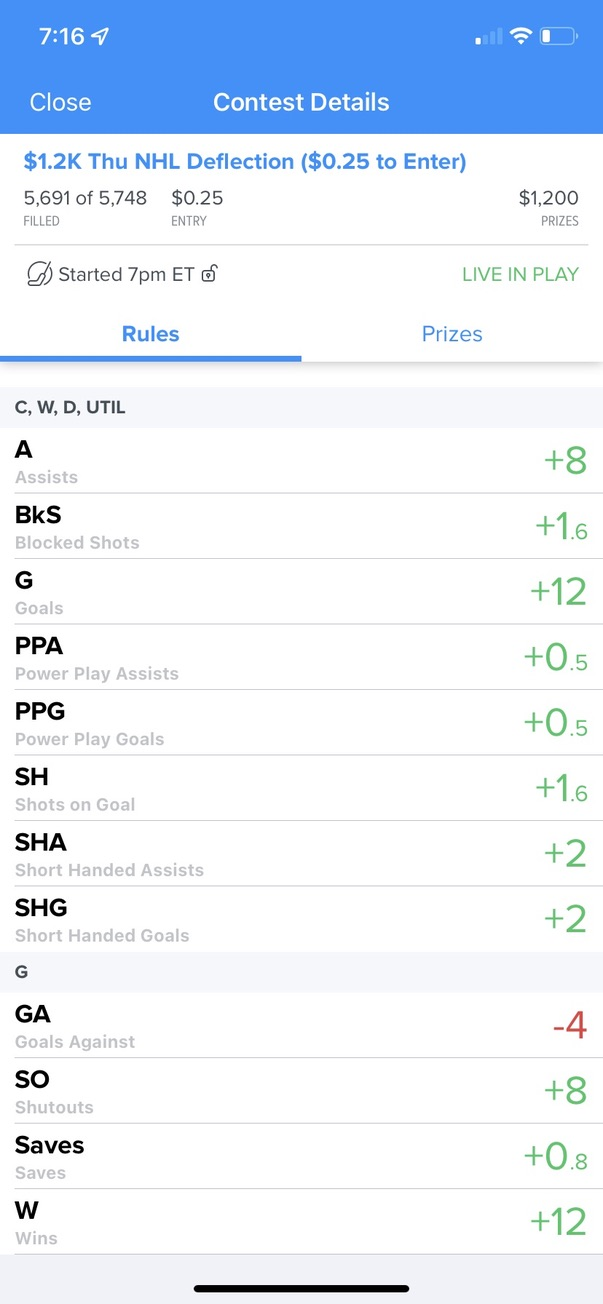 7:16
Close
Contest Details
$1.2K Thu NHL Deflection ($0.25 to Enter)
5,691 of 5,748
$0.25
$1,200
FILLED
ENTRY
PRIZES
Started 7pm ET
LIVE IN PLAY
Rules
Prizes
C, W, D, UTIL
A
Assists
+8
BkS
Blocked Shots
+1.6
G
Goals
+12
PPA
Power Play Assists
+0.5
PPG
Power Play Goals
+0.5
SH
Shots on Goal
+1.6
SHA
Short Handed Assists
+2
SHG
Short Handed Goals
+2
G
GA
Goals Against
-4
SO
Shutouts
+8
Saves
Saves
+0.8
W
Wins
+12